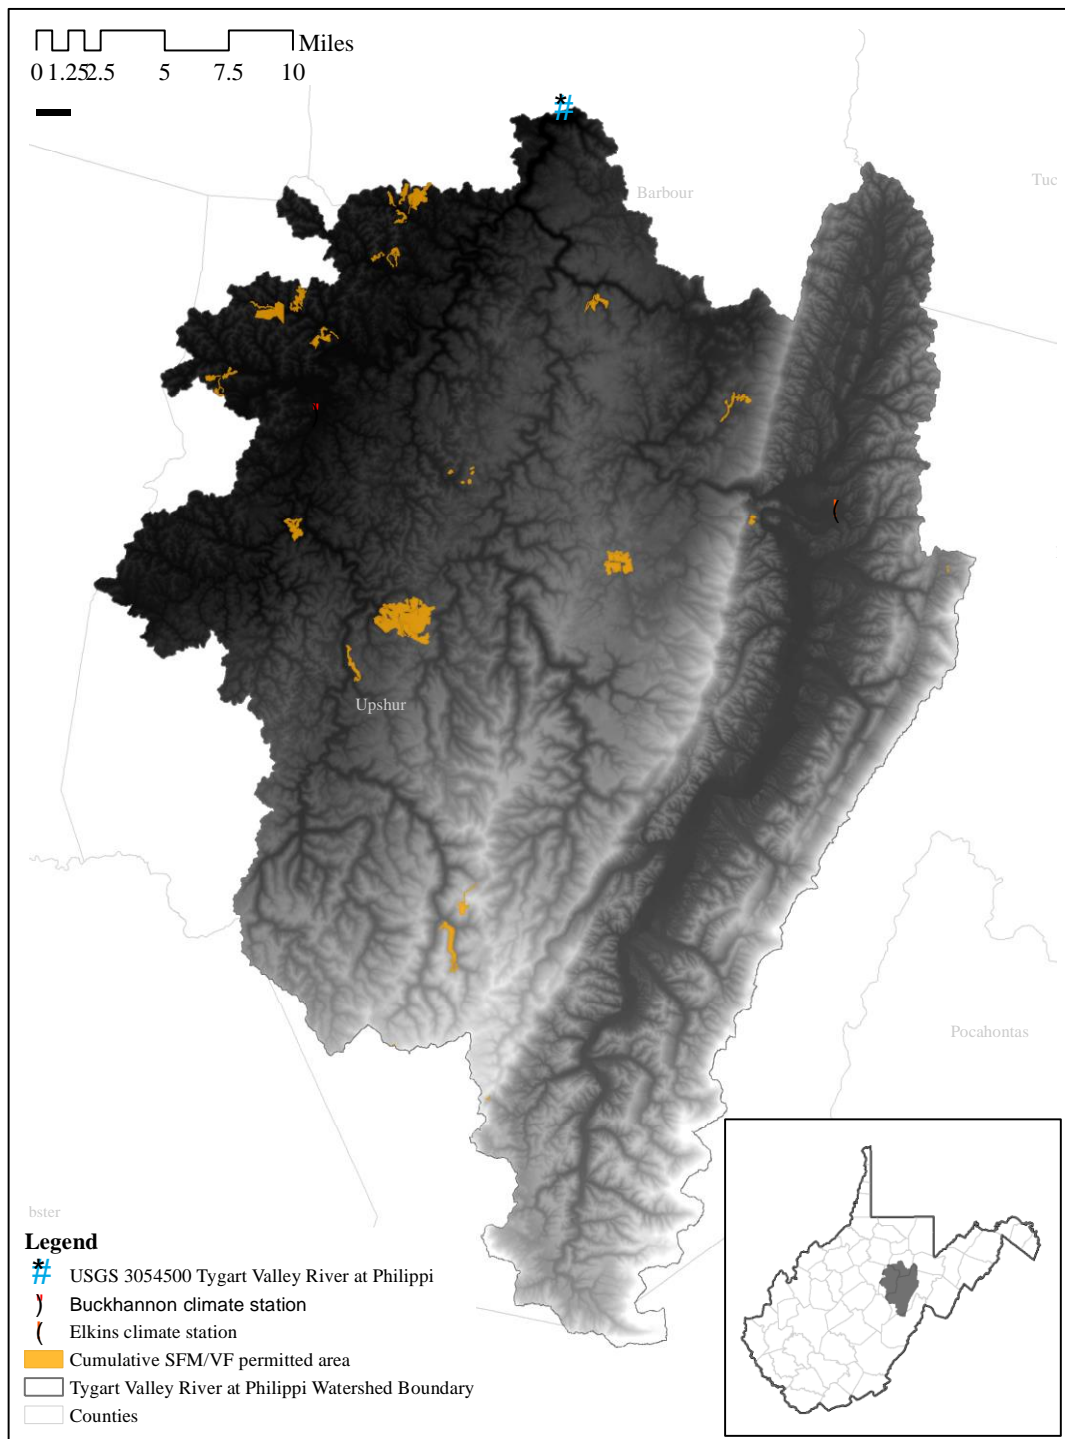 Miles
0 1.25 2.5 5 7.5 10
*
#
Barbour
Tuc
Upshur
Pocahontas
bster
Legend
*
# USGS 3054500 Tygart Valley River at Philippi
) Buckhannon climate station
( Elkins climate station
Cumulative SFM/VF permitted area
Tygart Valley River at Philippi Watershed Boundary
Counties